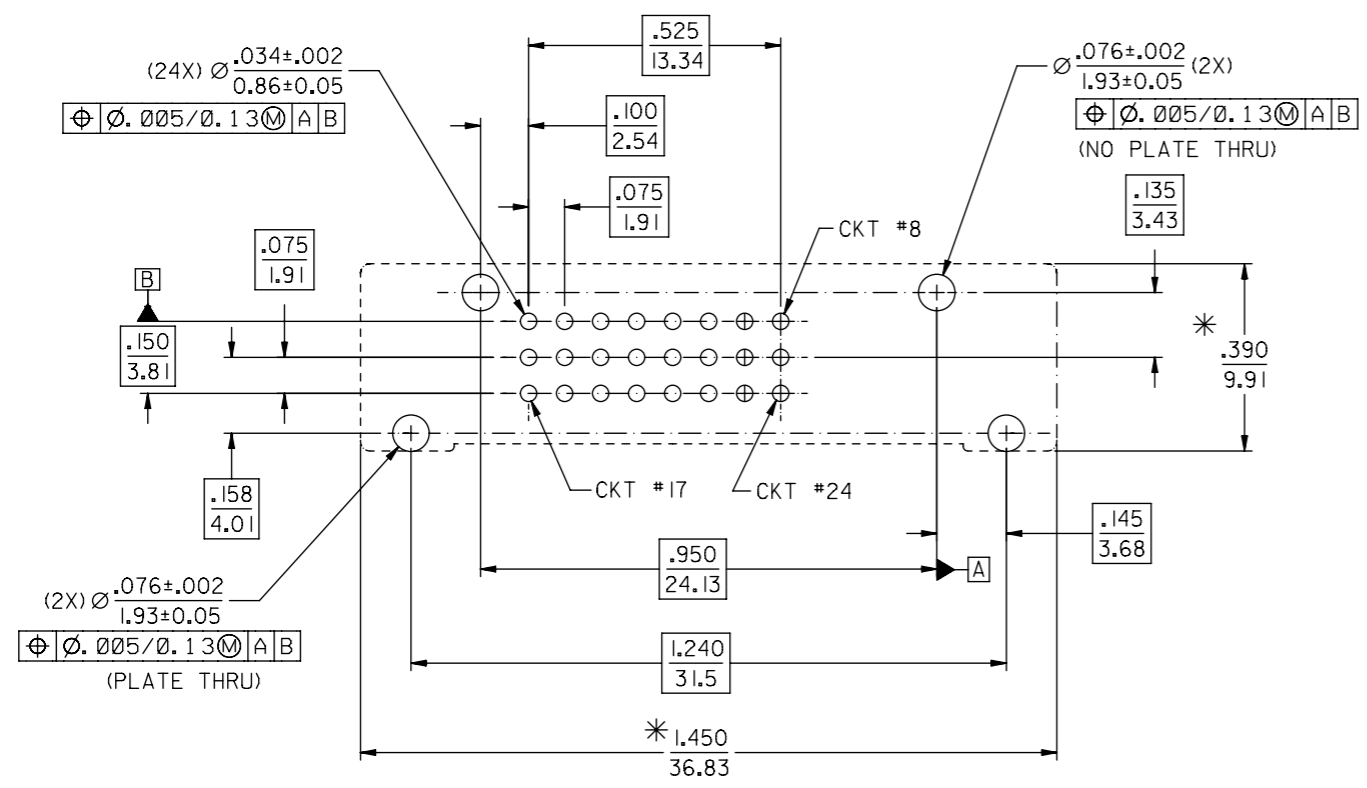 .525
13.34
(24X) Ø .034±.002
0.86±0.05
⌖ Ø.005/0.13Ⓜ A B
.100
2.54
.075
1.91
Ø .076±.002 (2X)
1.93±0.05
⌖ Ø.005/0.13Ⓜ A B
(NO PLATE THRU)
.135
3.43
CKT #8
.075
1.91
B
.150
3.81
* .390
9.91
CKT #17
CKT #24
.158
4.01
.145
3.68
.950
24.13
A
(2X) Ø .076±.002
1.93±0.05
⌖ Ø.005/0.13Ⓜ A B
(PLATE THRU)
1.240
31.5
* 1.450
36.83